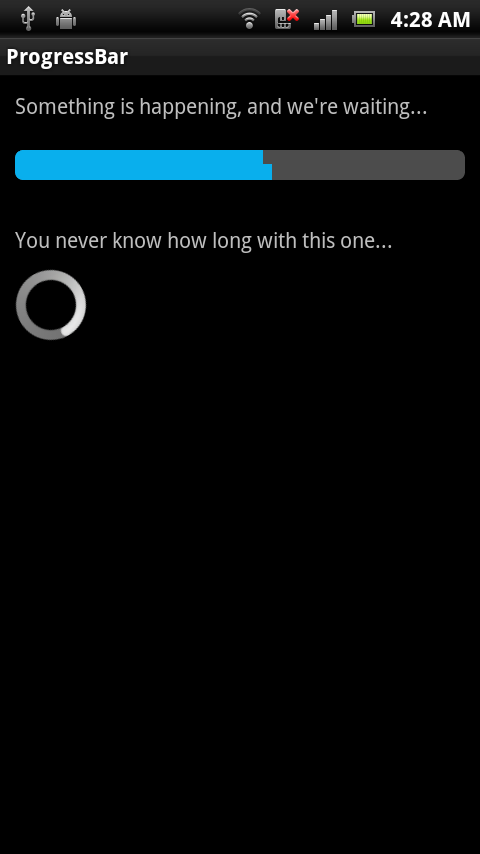 4:28 AM
ProgressBar
Something is happening, and we're waiting...
You never know how long with this one...